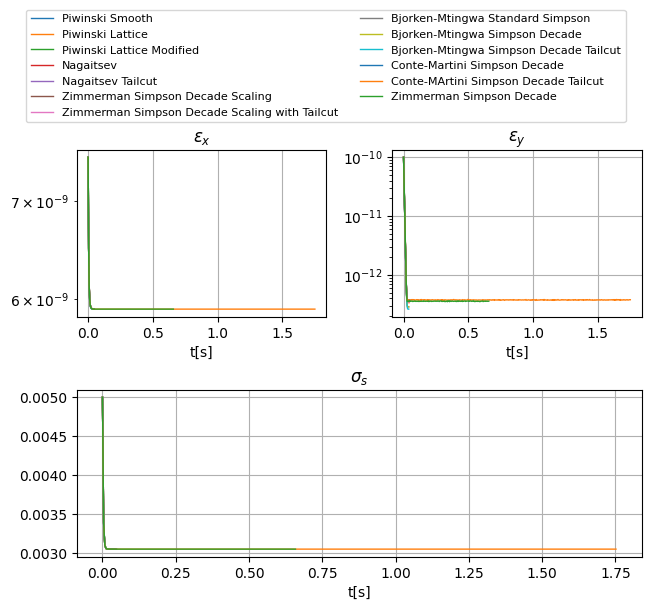 Piwinski Smooth
Piwinski Lattice
Piwinski Lattice Modified
Nagaitsev
Nagaitsev Tailcut
Zimmerman Simpson Decade Scaling
Zimmerman Simpson Decade Scaling with Tailcut
Bjorken-Mtingwa Standard Simpson
Bjorken-Mtingwa Simpson Decade
Bjorken-Mtingwa Simpson Decade Tailcut
Conte-Martini Simpson Decade
Conte-MArtini Simpson Decade Tailcut
Zimmerman Simpson Decade
εₓ
7 × 10⁻⁹
6 × 10⁻⁹
0.0 0.5 1.0 1.5
t[s]
ε_y
10⁻¹⁰
10⁻¹¹
10⁻¹²
0.0 0.5 1.0 1.5
t[s]
σₛ
0.0050
0.0045
0.0040
0.0035
0.0030
0.00 0.25 0.50 0.75 1.00 1.25 1.50 1.75
t[s]